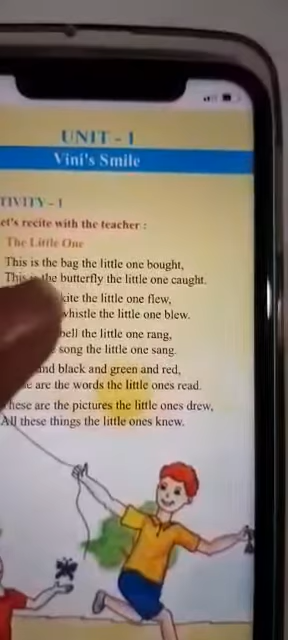 UNIT - 1
Vini's Smile
TIVITY - 1
et's recite with the teacher :
The Little One
This is the bag the little one bought,
This is the butterfly the little one caught.
kite the little one flew,
whistle the little one blew.
bell the little one rang,
song the little one sang.
and black and green and red,
are the words the little ones read.
These are the pictures the little ones drew,
All these things the little ones knew.